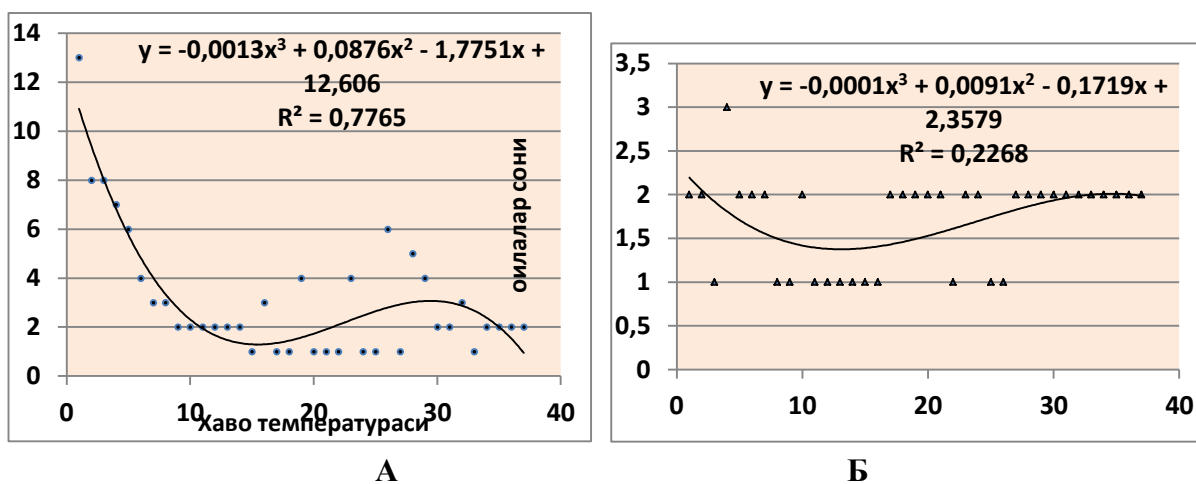 14
12
10
8
6
4
2
0
y = -0,0013x³ + 0,0876x² - 1,7751x +
12,606
R² = 0,7765
0 10 20 30 40
Хаво температураси
оилалар сони
3,5
3
2,5
2
1,5
1
0,5
0
y = -0,0001x³ + 0,0091x² - 0,1719x +
2,3579
R² = 0,2268
0 10 20 30 40
А Б